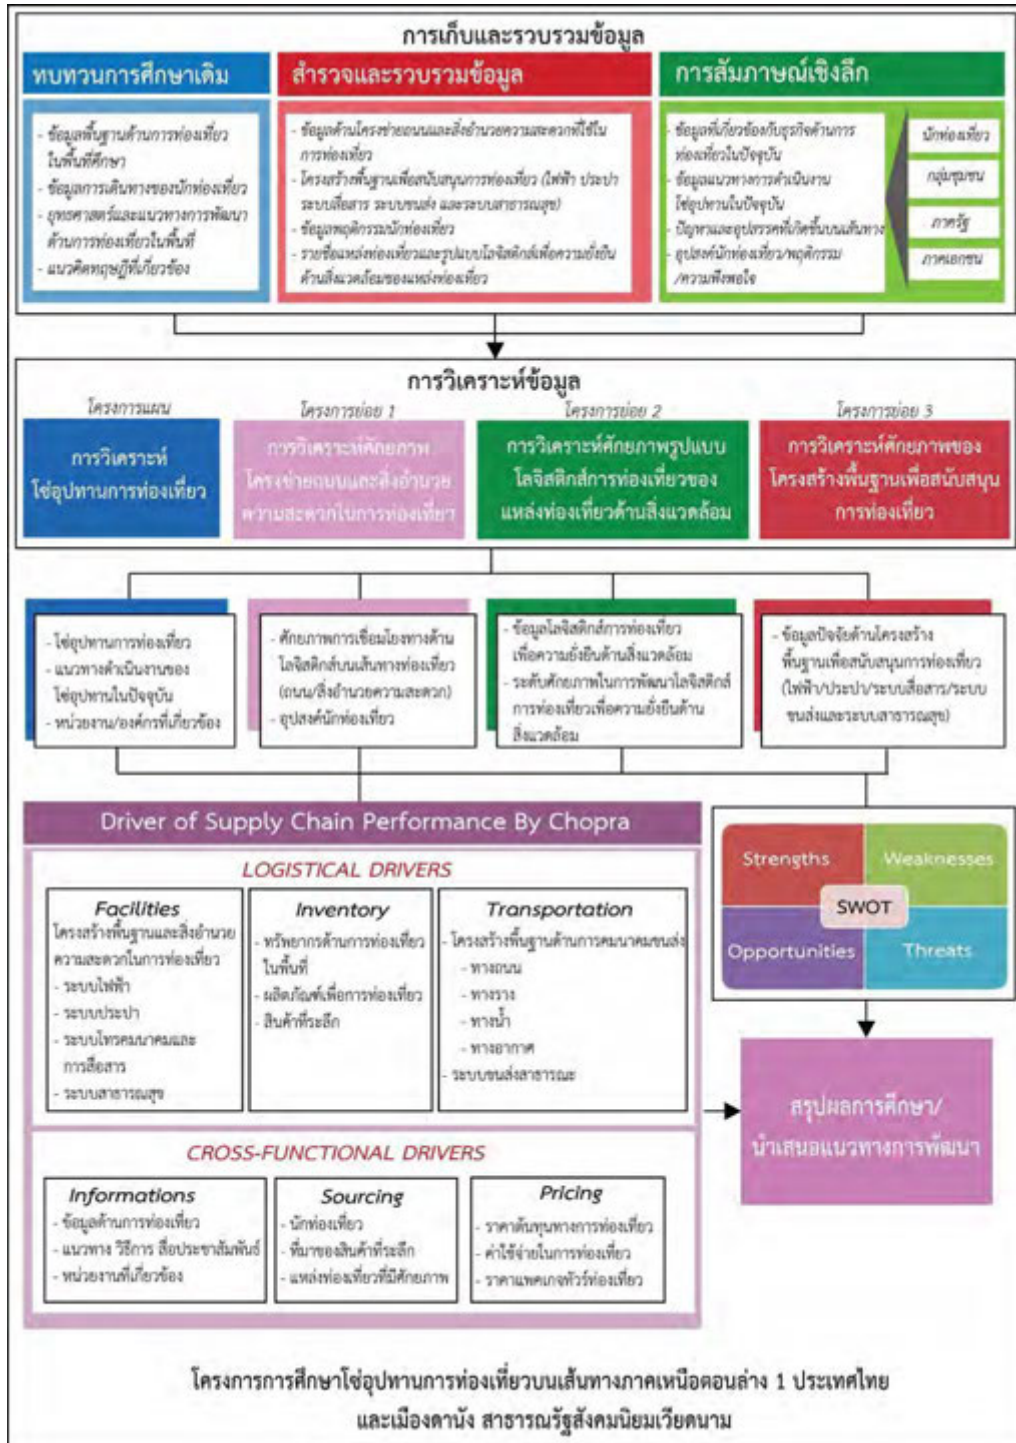 การเก็บและรวบรวมข้อมูล
ทบทวนการศึกษาเดิม
- ข้อมูลพื้นฐานด้านการท่องเที่ยว
ในพื้นที่ศึกษา
- ข้อมูลการเดินทางของนักท่องเที่ยว
- ยุทธศาสตร์และแนวทางการพัฒนา
ด้านการท่องเที่ยวในพื้นที่
- แนวคิดทฤษฎีที่เกี่ยวข้อง
สำรวจและรวบรวมข้อมูล
- ข้อมูลด้านโครงข่ายถนนและสิ่งอำนวยความสะดวกที่ใช้ใน
การท่องเที่ยว
- โครงสร้างพื้นฐานเพื่อสนับสนุนการท่องเที่ยว (ไฟฟ้า ประปา
ระบบสื่อสาร ระบบขนส่ง และระบบสาธารณสุข)
- ข้อมูลพฤติกรรมนักท่องเที่ยว
- รายชื่อแหล่งท่องเที่ยวและรูปแบบโลจิสติกส์เพื่อความยั่งยืน
ด้านสิ่งแวดล้อมของแหล่งท่องเที่ยว
การสัมภาษณ์เชิงลึก
- ข้อมูลที่เกี่ยวข้องกับธุรกิจด้านการ
ท่องเที่ยวในปัจจุบัน
- ข้อมูลแนวทางการดำเนินงาน
โซ่อุปทานในปัจจุบัน
- ปัญหาและอุปสรรคที่เกิดขึ้นบนเส้นทาง
- อุปสงค์นักท่องเที่ยว/พฤติกรรม
/ความพึงพอใจ
นักท่องเที่ยว
กลุ่มชุมชน
ภาครัฐ
ภาคเอกชน
การวิเคราะห์ข้อมูล
โครงการแผน
การวิเคราะห์
โซ่อุปทานการท่องเที่ยว
โครงการย่อย 1
การวิเคราะห์ศักยภาพ
โครงข่ายถนนและสิ่งอำนวย
ความสะดวกในการท่องเที่ยว
โครงการย่อย 2
การวิเคราะห์ศักยภาพรูปแบบ
โลจิสติกส์การท่องเที่ยวของ
แหล่งท่องเที่ยวด้านสิ่งแวดล้อม
โครงการย่อย 3
การวิเคราะห์ศักยภาพของ
โครงสร้างพื้นฐานเพื่อสนับสนุน
การท่องเที่ยว
- โซ่อุปทานการท่องเที่ยว
- แนวทางดำเนินงานของ
โซ่อุปทานในปัจจุบัน
- หน่วยงาน/องค์กรที่เกี่ยวข้อง
- ศักยภาพการเชื่อมโยงทางด้าน
โลจิสติกส์บนเส้นทางท่องเที่ยว
(ถนน/สิ่งอำนวยความสะดวก)
- อุปสงค์นักท่องเที่ยว
- ข้อมูลโลจิสติกส์การท่องเที่ยว
เพื่อความยั่งยืนด้านสิ่งแวดล้อม
- ระดับศักยภาพในการพัฒนาโลจิสติกส์
การท่องเที่ยวเพื่อความยั่งยืนด้าน
สิ่งแวดล้อม
- ข้อมูลปัจจัยด้านโครงสร้าง
พื้นฐานเพื่อสนับสนุนการท่องเที่ยว
(ไฟฟ้า/ประปา/ระบบสื่อสาร/ระบบ
ขนส่งและระบบสาธารณสุข)
Driver of Supply Chain Performance By Chopra
LOGISTICAL DRIVERS
Facilities
โครงสร้างพื้นฐานและสิ่งอำนวย
ความสะดวกในการท่องเที่ยว
- ระบบไฟฟ้า
- ระบบประปา
- ระบบโทรคมนาคมและ
การสื่อสาร
- ระบบสาธารณสุข
Inventory
- ทรัพยากรด้านการท่องเที่ยว
ในพื้นที่
- ผลิตภัณฑ์เพื่อการท่องเที่ยว
- สินค้าที่ระลึก
Transportation
- โครงสร้างพื้นฐานด้านการคมนาคมขนส่ง
- ทางถนน
- ทางราง
- ทางน้ำ
- ทางอากาศ
- ระบบขนส่งสาธารณะ
CROSS-FUNCTIONAL DRIVERS
Informations
- ข้อมูลด้านการท่องเที่ยว
- แนวทาง วิธีการ สื่อประชาสัมพันธ์
- หน่วยงานที่เกี่ยวข้อง
Sourcing
- นักท่องเที่ยว
- ที่มาของสินค้าที่ระลึก
- แหล่งท่องเที่ยวที่มีศักยภาพ
Pricing
- ราคาต้นทุนทางการท่องเที่ยว
- ค่าใช้จ่ายในการท่องเที่ยว
- ราคาแพคเกจทัวร์ท่องเที่ยว
Strengths
Weaknesses
SWOT
Opportunities
Threats
สรุปผลการศึกษา/
นำเสนอแนวทางการพัฒนา
โครงการการศึกษาโซ่อุปทานการท่องเที่ยวบนเส้นทางภาคเหนือตอนล่าง 1 ประเทศไทย
และเมืองดานัง สาธารณรัฐสังคมนิยมเวียดนาม